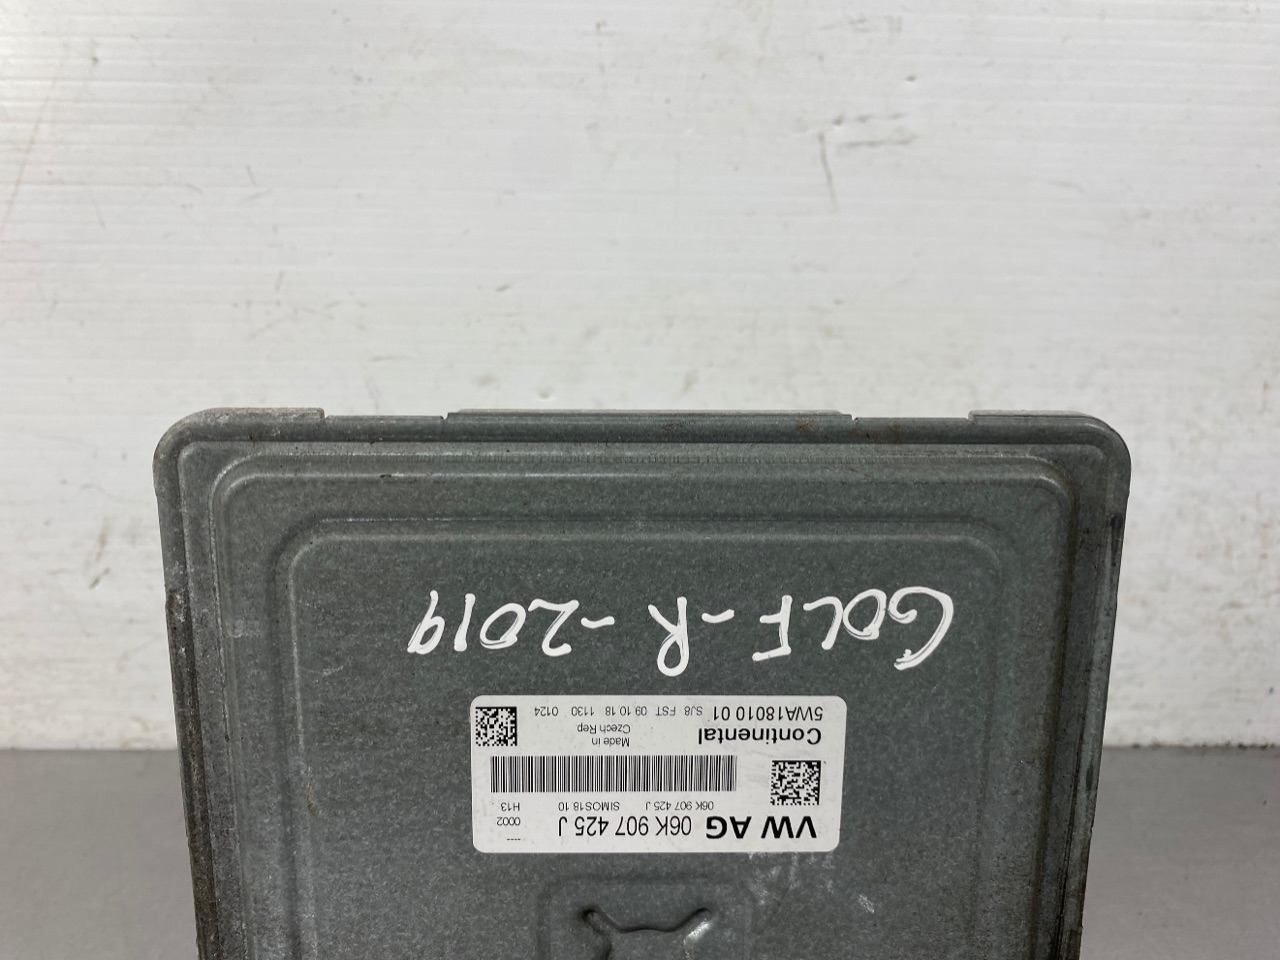 VW AG 06K 907 425 J
----
0002
06K 907 425 J SIMOS18.10 H13
Continental
Made in
Czech Rep
5WA18010 01 SJ8 FST 09.10.18 1130 0124
GOLF-R-2019